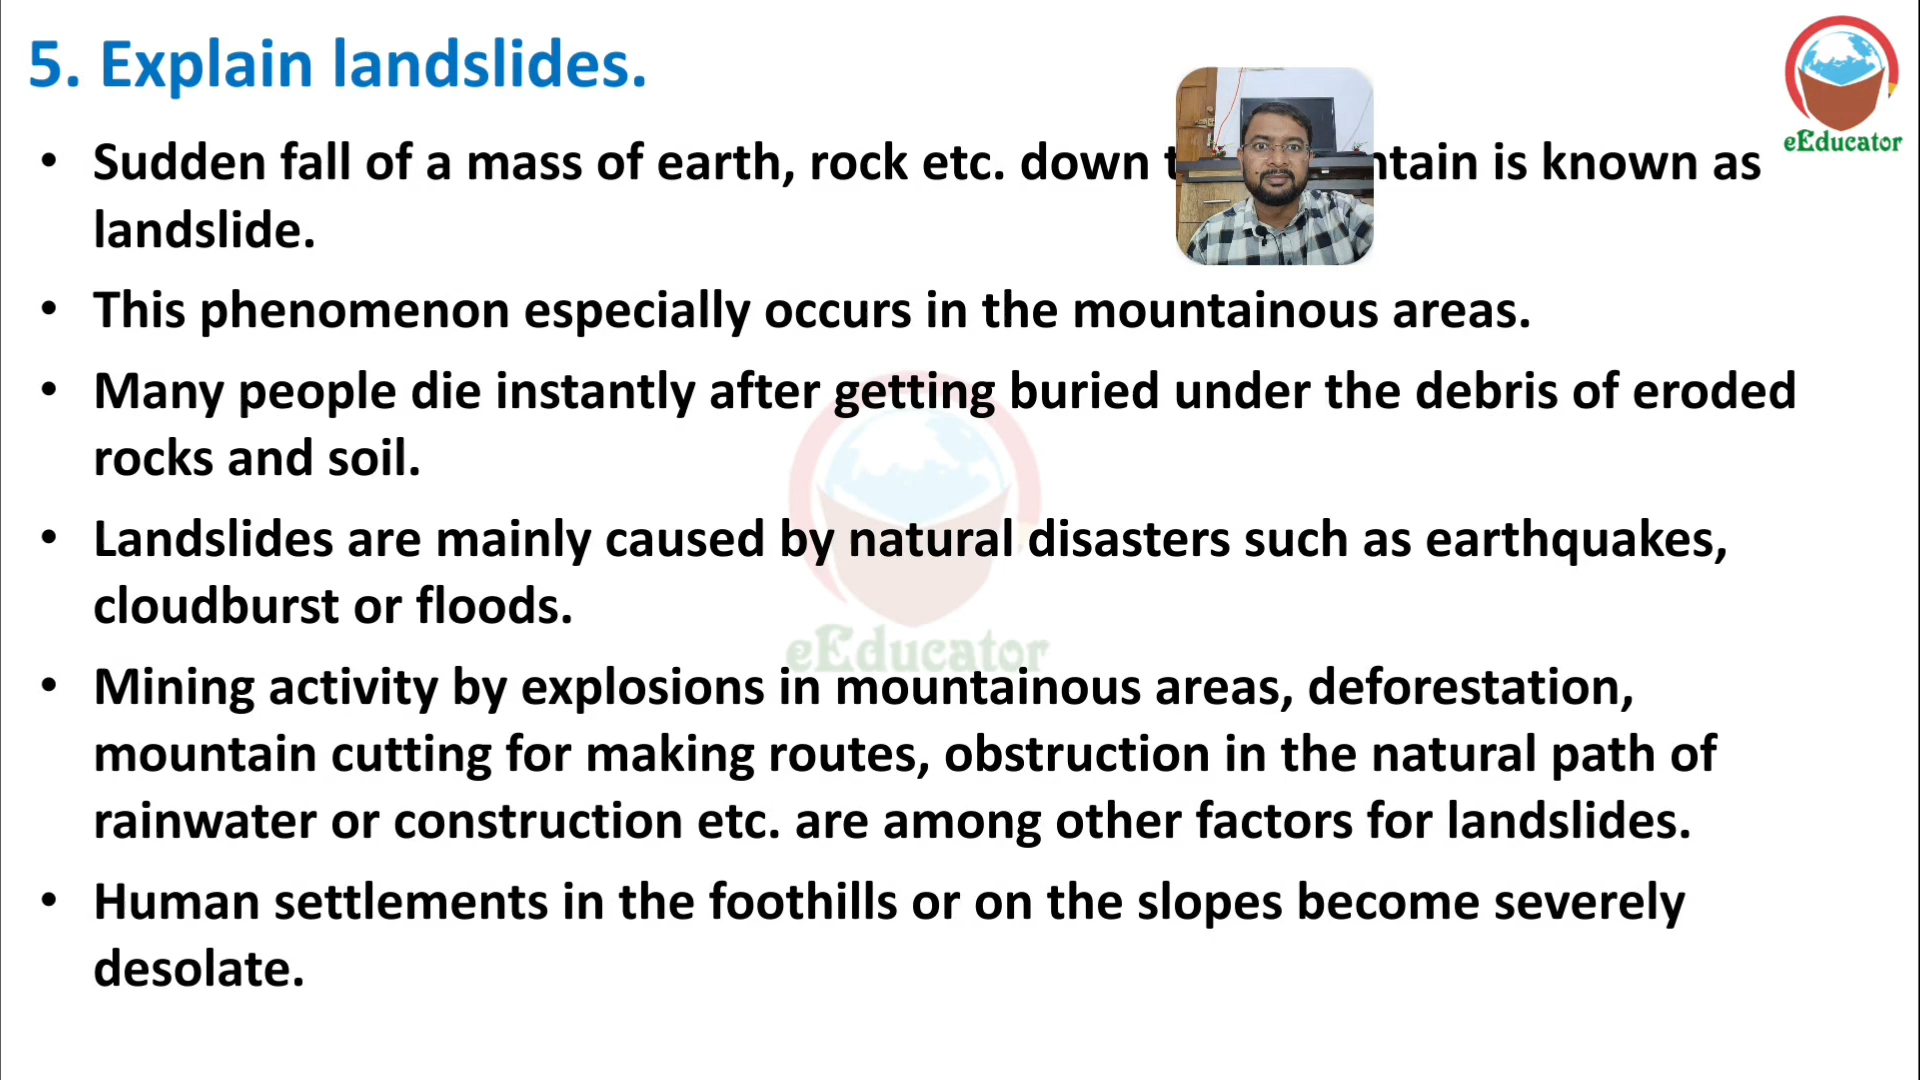 5. Explain landslides.
eEducator
• Sudden fall of a mass of earth, rock etc. down ntain is known as
landslide.
• This phenomenon especially occurs in the mountainous areas.
• Many people die instantly after getting buried under the debris of eroded
rocks and soil.
• Landslides are mainly caused by natural disasters such as earthquakes,
cloudburst or floods.
eEducator
• Mining activity by explosions in mountainous areas, deforestation,
mountain cutting for making routes, obstruction in the natural path of
rainwater or construction etc. are among other factors for landslides.
• Human settlements in the foothills or on the slopes become severely
desolate.